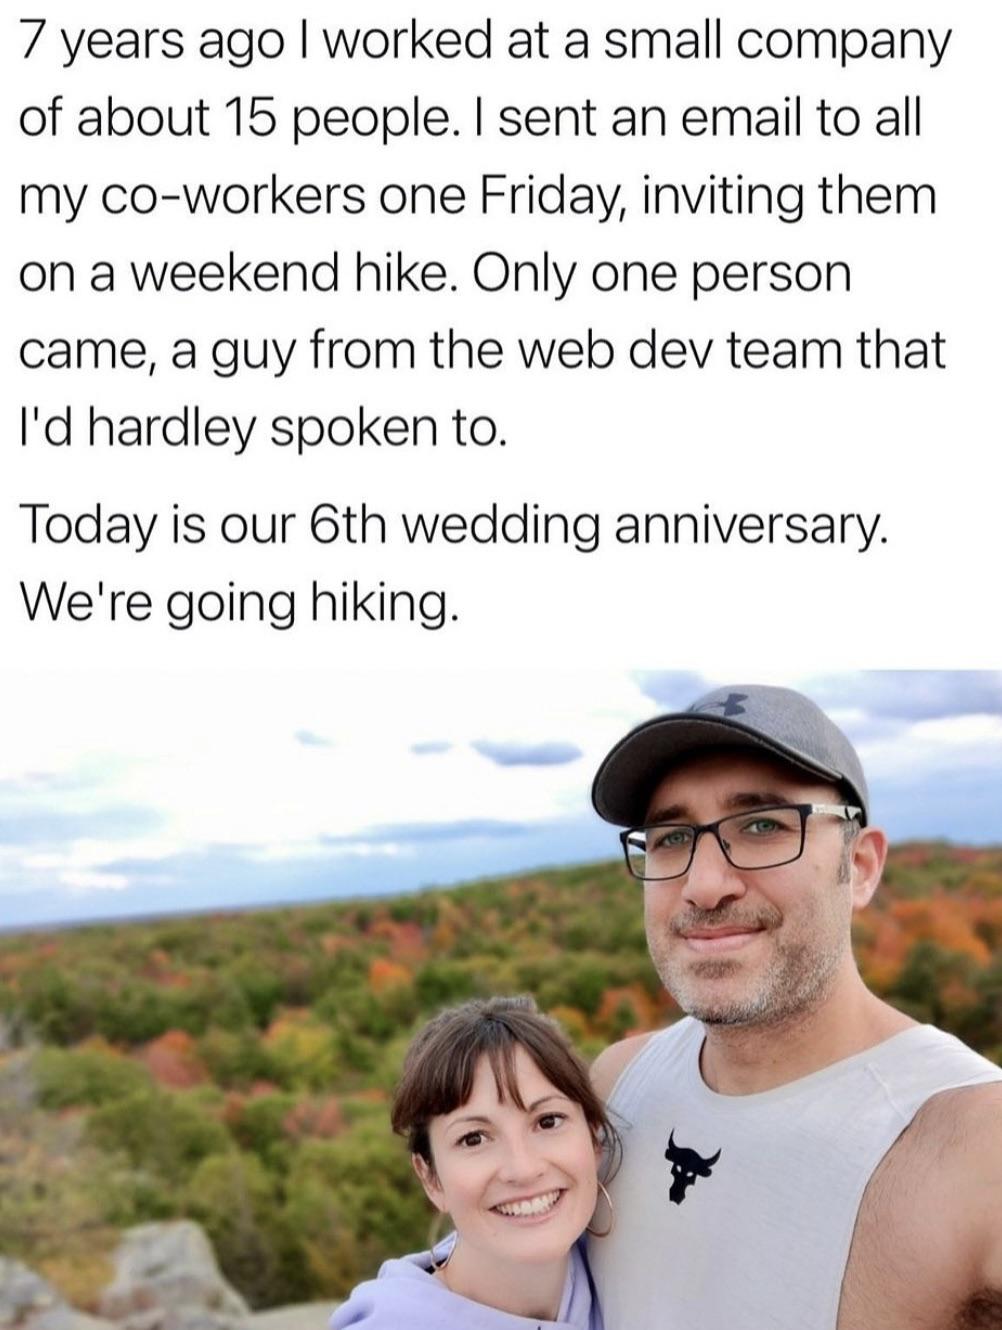 7 years ago I worked at a small company
of about 15 people. I sent an email to all
my co-workers one Friday, inviting them
on a weekend hike. Only one person
came, a guy from the web dev team that
I'd hardley spoken to.
Today is our 6th wedding anniversary.
We're going hiking.